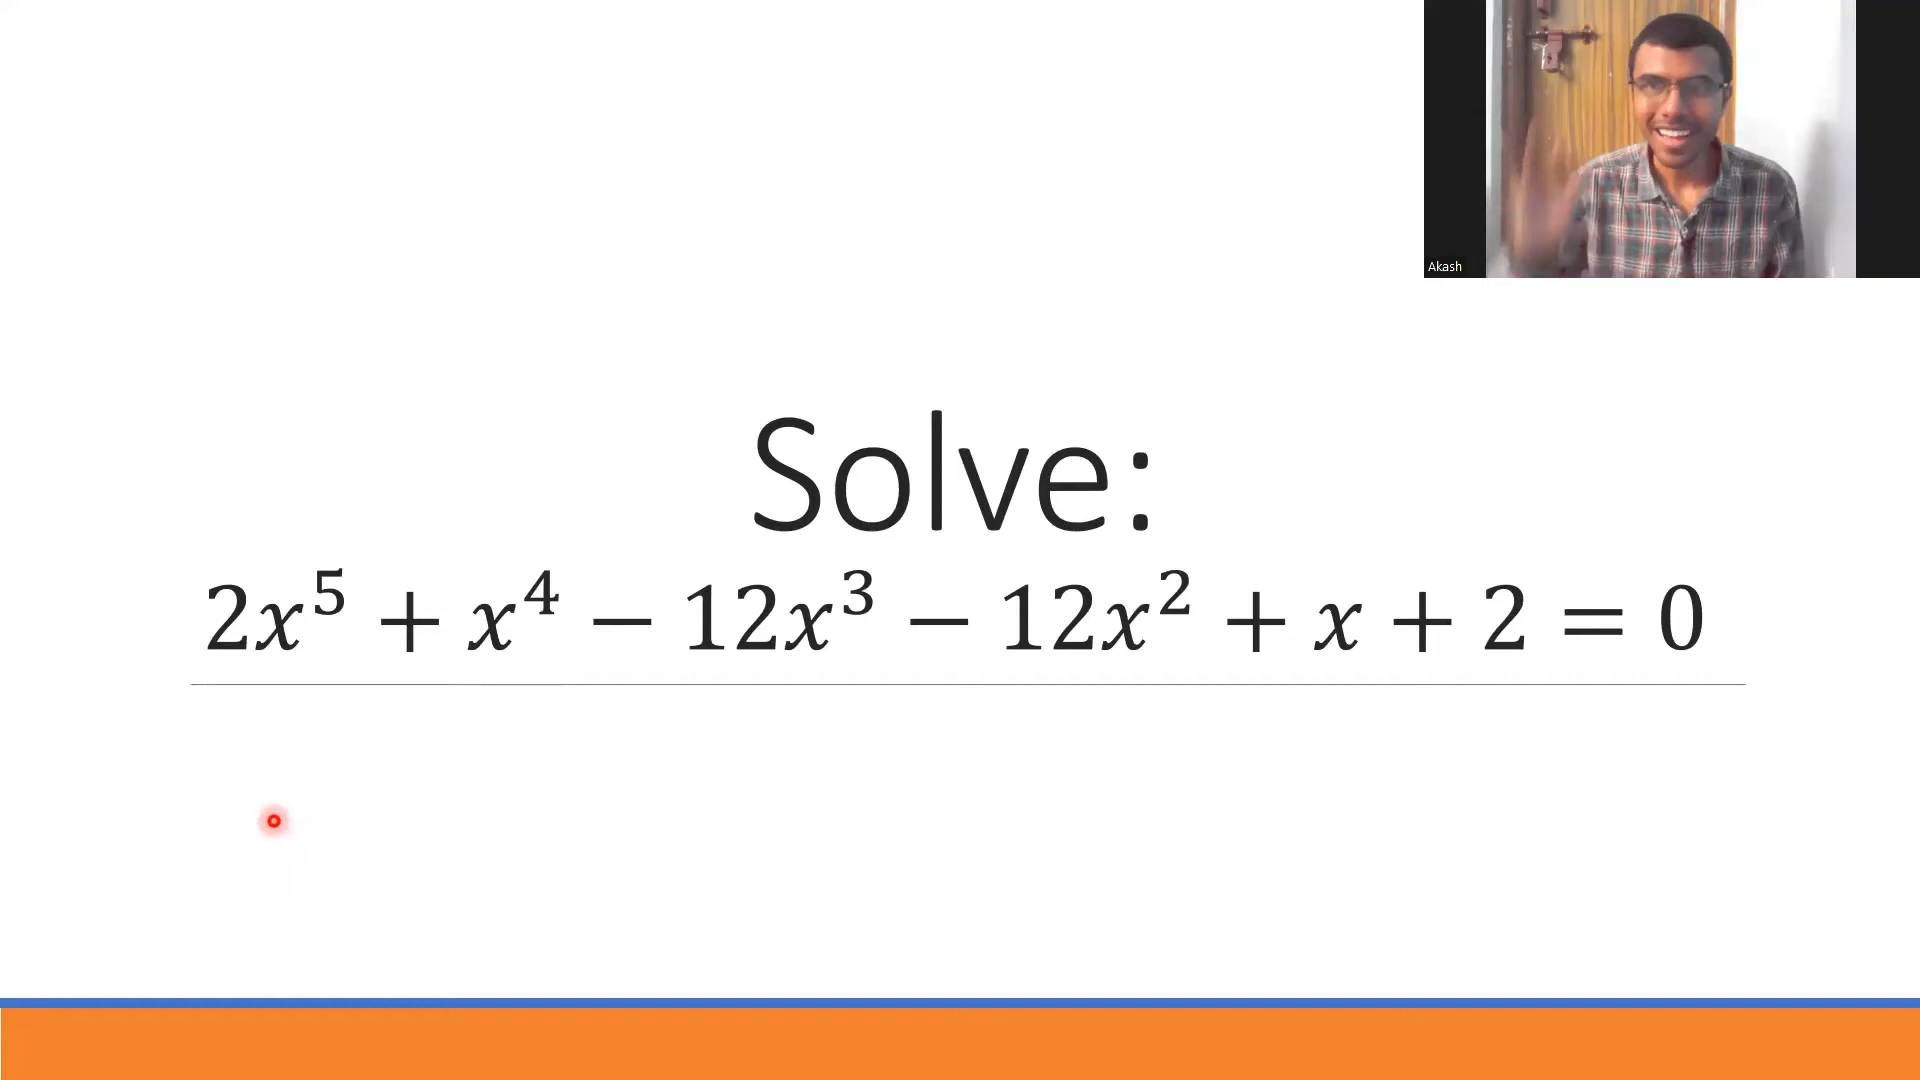 Akash
Solve:
2x⁵ + x⁴ − 12x³ − 12x² + x + 2 = 0